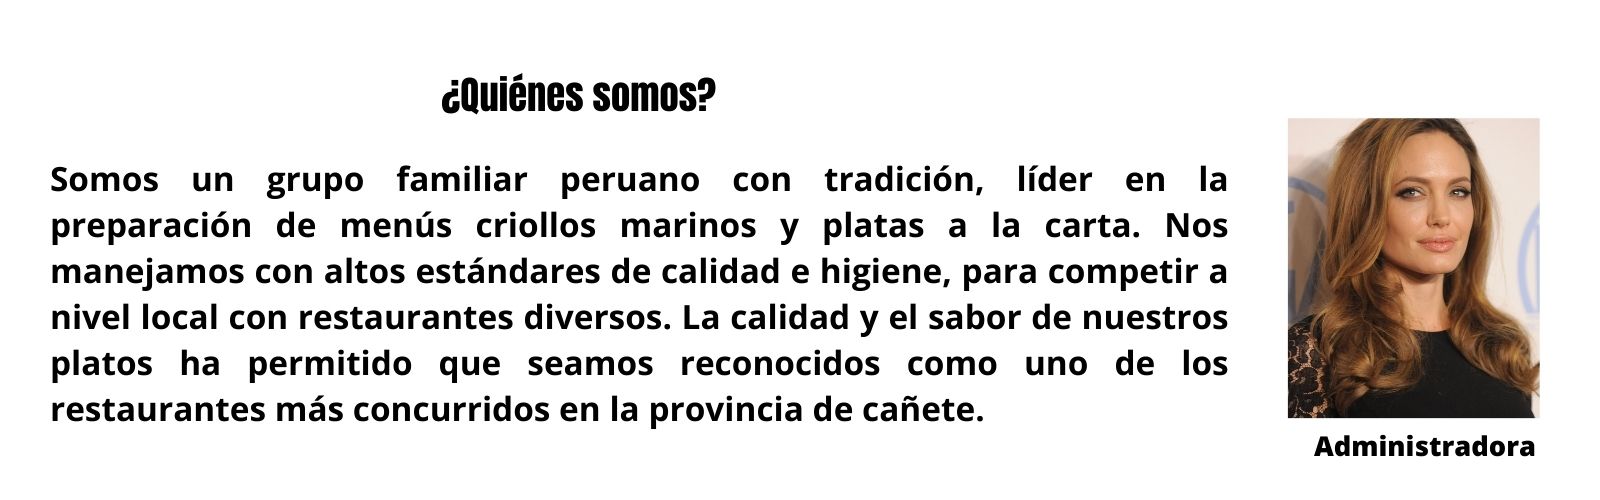 ¿Quiénes somos?
Somos un grupo familiar peruano con tradición, líder en la
preparación de menús criollos marinos y platas a la carta. Nos
manejamos con altos estándares de calidad e higiene, para competir a
nivel local con restaurantes diversos. La calidad y el sabor de nuestros
platos ha permitido que seamos reconocidos como uno de los
restaurantes más concurridos en la provincia de cañete.
Administradora